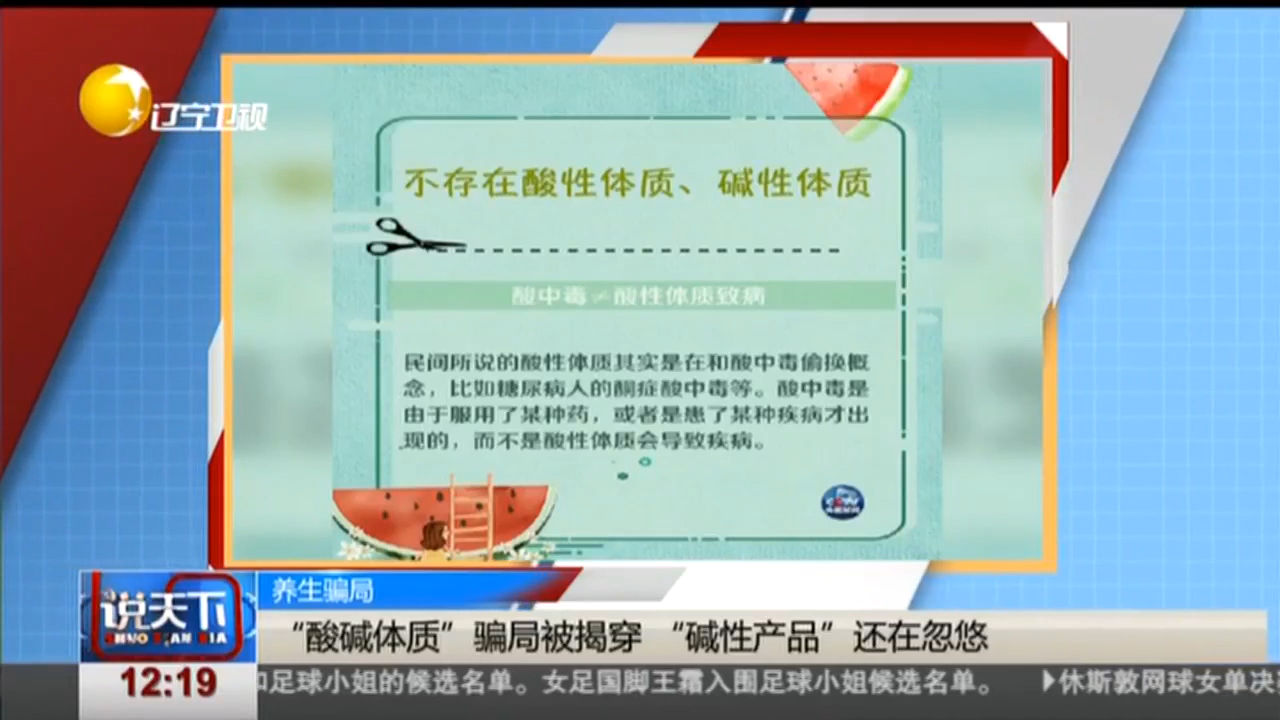 辽宁卫视
不存在酸性体质、碱性体质
酸中毒≠酸性体质致病
民间所说的酸性体质其实是在和酸中毒偷换概
念，比如糖尿病人的酮症酸中毒等。酸中毒是
由于服用了某种药，或者是患了某种疾病才出
现的，而不是酸性体质会导致疾病。
养生骗局
说天下
SHUO TIAN XIA
“酸碱体质”骗局被揭穿 “碱性产品”还在忽悠
12:19
和足球小姐的候选名单。女足国脚王霜入围足球小姐候选名单。 休斯敦网球女单决